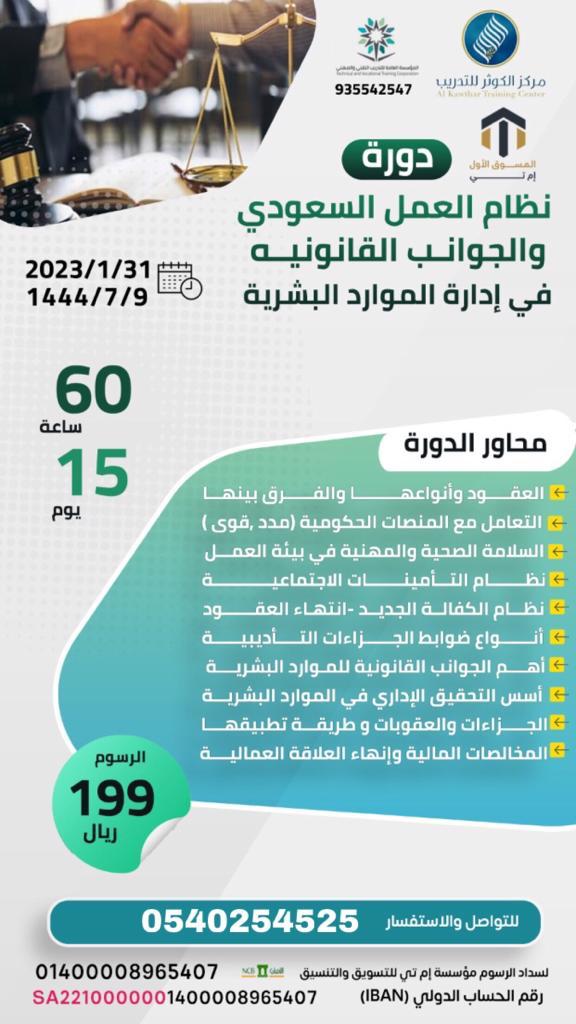 المؤسسة العامة للتدريب التقني والمهني
Technical and Vocational Training Corporation
935542547
مركز الكوثر للتدريب
Al Kawthar Training Center
المسوق الأول
إم تي
دورة
نظام العمل السعودي
والجوانب القانونيه
في إدارة الموارد البشرية
2023/1/31
1444/7/9
60
ساعة
15
يوم
محاور الدورة
العقود وأنواعها والفرق بينها
التعامل مع المنصات الحكومية (مدد ,قوى )
السلامة الصحية والمهنية في بيئة العمل
نظام التأمينات الاجتماعية
نظام الكفالة الجديد -انتهاء العقود
أنواع ضوابط الجزاءات التأديبية
أهم الجوانب القانونية للموارد البشرية
أسس التحقيق الإداري في الموارد البشرية
الجزاءات والعقوبات و طريقة تطبيقها
المخالصات المالية وإنهاء العلاقة العمالية
الرسوم
199
ريال
للتواصل والاستفسار 0540254525
لسداد الرسوم مؤسسة إم تي للتسويق والتنسيق الأهلي NCB 01400008965407
رقم الحساب الدولي (IBAN) SA2210000001400008965407